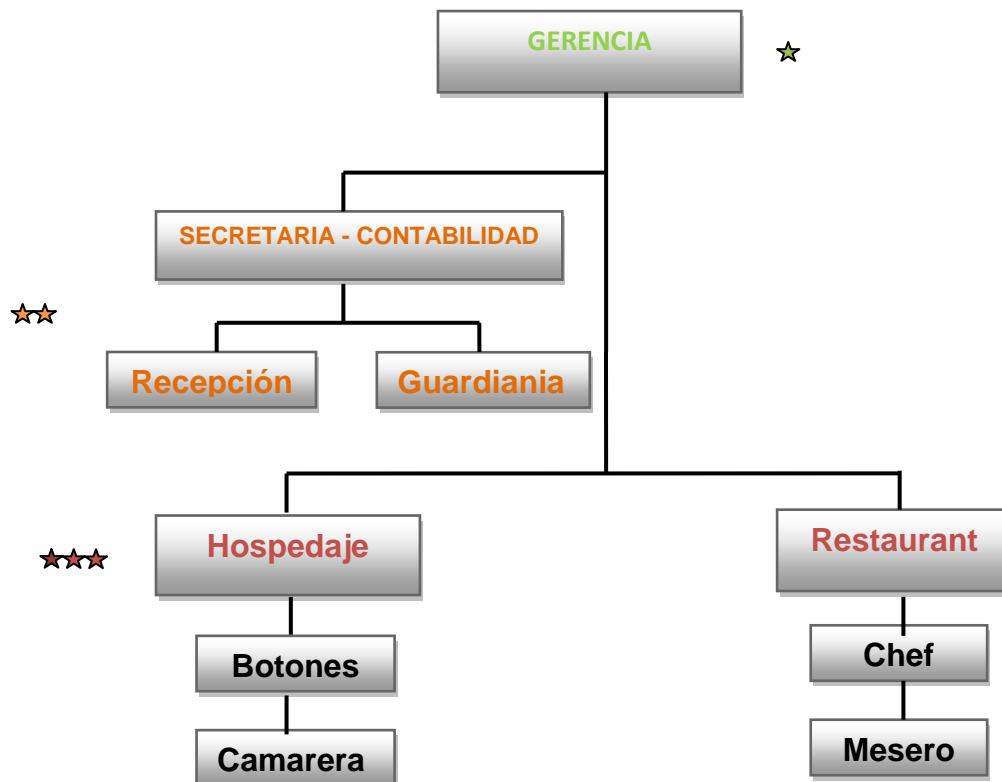 GERENCIA
SECRETARIA - CONTABILIDAD
Recepción
Guardiania
Hospedaje
Restaurant
Botones
Chef
Camarera
Mesero